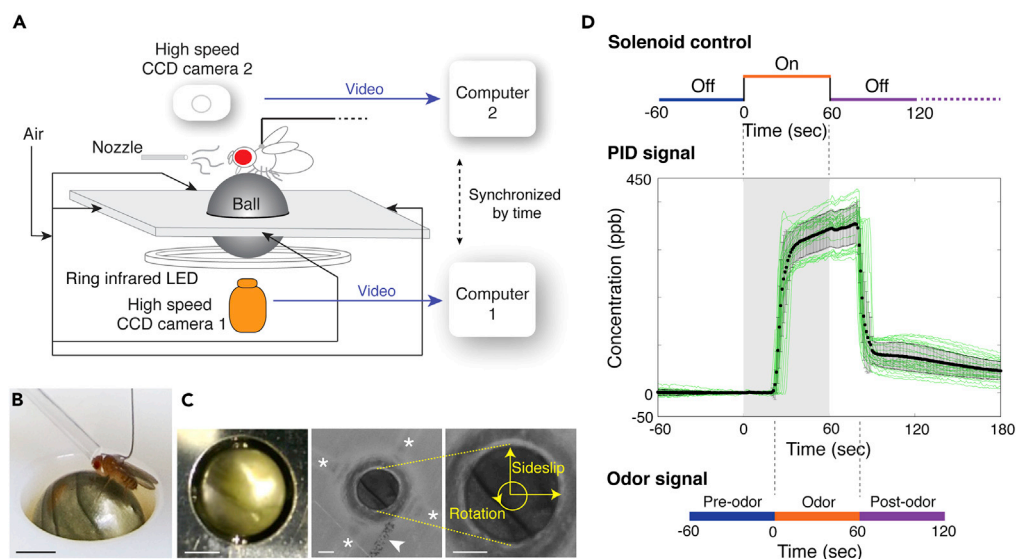 A
High speed
CCD camera 2
Video
Computer
2
Air
Nozzle
Ball
Synchronized
by time
Ring infrared LED
High speed
CCD camera 1
Video
Computer
1
B
C
*
*
*
*
Sideslip
Rotation
D
Solenoid control
On
Off
Off
-60
0
60
120
180
Time (sec)
PID signal
450
Concentration (ppb)
0
-50
-60
0
60
120
180
Time (sec)
Odor signal
Pre-odor
Odor
Post-odor
-60
0
60
120
Time (sec)